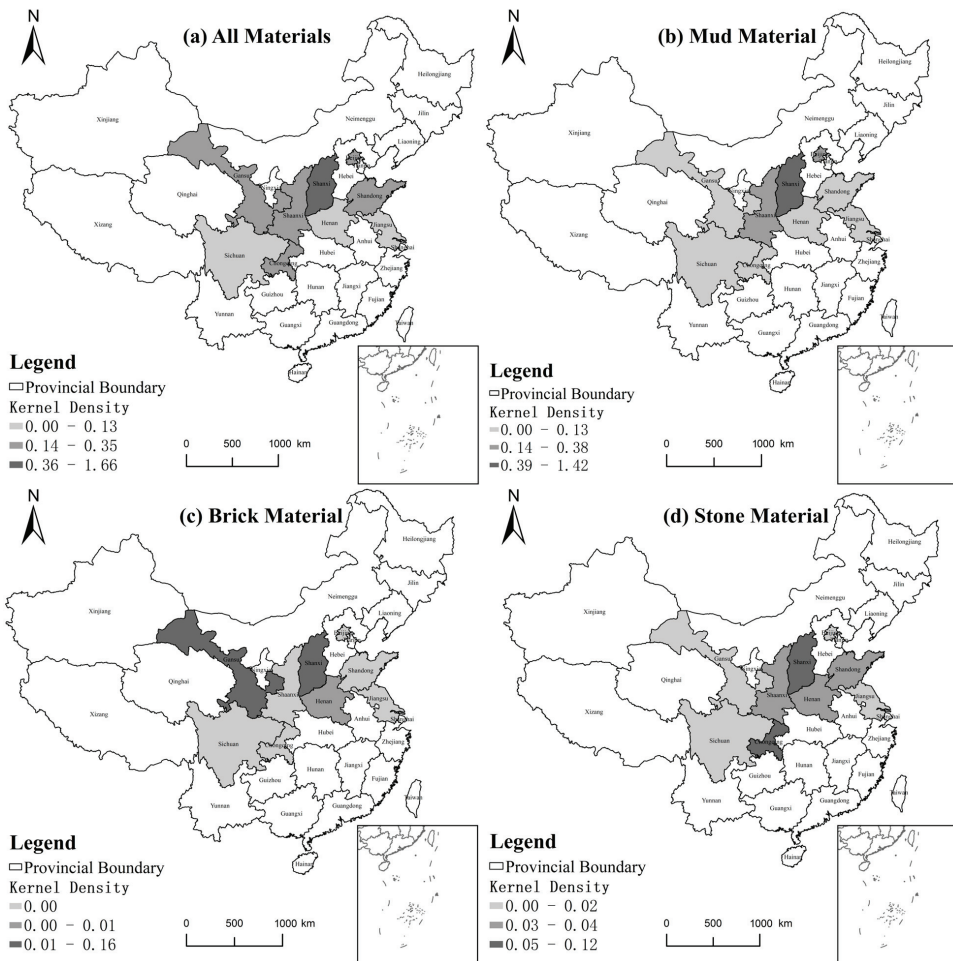 N
(a) All Materials
Heilongjiang
Jilin
Xinjiang
Neimenggu
Liaoning
Gansu
Hebei
Shanxi
Qinghai
Shandong
Shaanxi
Henan
Jiangsu
Xizang
Anhui
Shanghai
Sichuan
Hubei
Chongqing
Zhejiang
Hunan
Jiangxi
Guizhou
Fujian
Yunnan
Guangxi
Guangdong
Taiwan
Hainan
Legend
Provincial Boundary
Kernel Density
0.00 - 0.13
0.14 - 0.35
0.36 - 1.66
0 500 1000 km
N
(b) Mud Material
Heilongjiang
Jilin
Xinjiang
Neimenggu
Liaoning
Gansu
Hebei
Shanxi
Qinghai
Shandong
Shaanxi
Henan
Jiangsu
Xizang
Anhui
Shanghai
Sichuan
Hubei
Chongqing
Zhejiang
Hunan
Jiangxi
Guizhou
Fujian
Yunnan
Guangxi
Guangdong
Taiwan
Hainan
Legend
Provincial Boundary
Kernel Density
0.00 - 0.13
0.14 - 0.38
0.39 - 1.42
0 500 1000 km
N
(c) Brick Material
Heilongjiang
Jilin
Xinjiang
Neimenggu
Liaoning
Gansu
Hebei
Shanxi
Qinghai
Shandong
Shaanxi
Henan
Jiangsu
Xizang
Anhui
Shanghai
Sichuan
Hubei
Chongqing
Zhejiang
Hunan
Jiangxi
Guizhou
Fujian
Yunnan
Guangxi
Guangdong
Taiwan
Hainan
Legend
Provincial Boundary
Kernel Density
0.00
0.00 - 0.01
0.01 - 0.16
0 500 1000 km
N
(d) Stone Material
Heilongjiang
Jilin
Xinjiang
Neimenggu
Liaoning
Gansu
Hebei
Shanxi
Qinghai
Shandong
Shaanxi
Henan
Jiangsu
Xizang
Anhui
Shanghai
Sichuan
Hubei
Chongqing
Zhejiang
Hunan
Jiangxi
Guizhou
Fujian
Yunnan
Guangxi
Guangdong
Taiwan
Hainan
Legend
Provincial Boundary
Kernel Density
0.00 - 0.02
0.03 - 0.04
0.05 - 0.12
0 500 1000 km